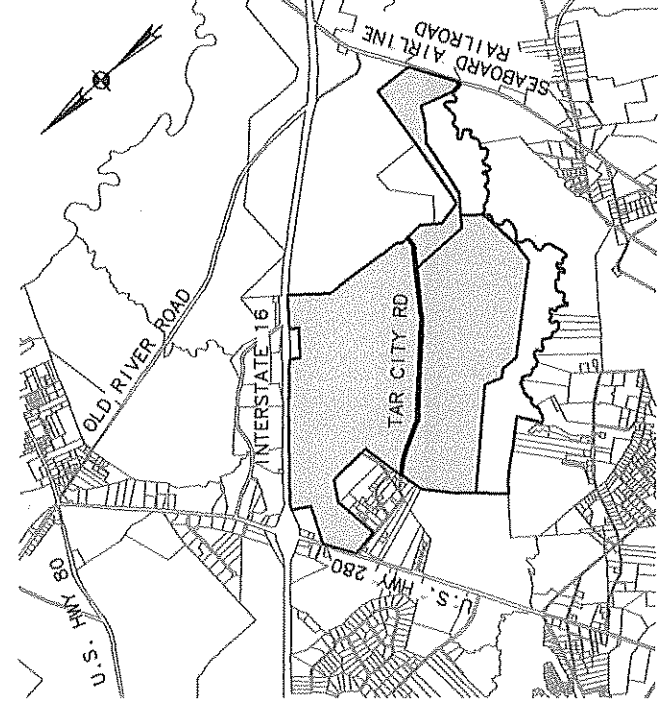 SEABOARD AIRLINE
RAILROAD
OLD RIVER ROAD
INTERSTATE 16
TAR CITY RD
U.S. HWY 280
U.S. HWY 80